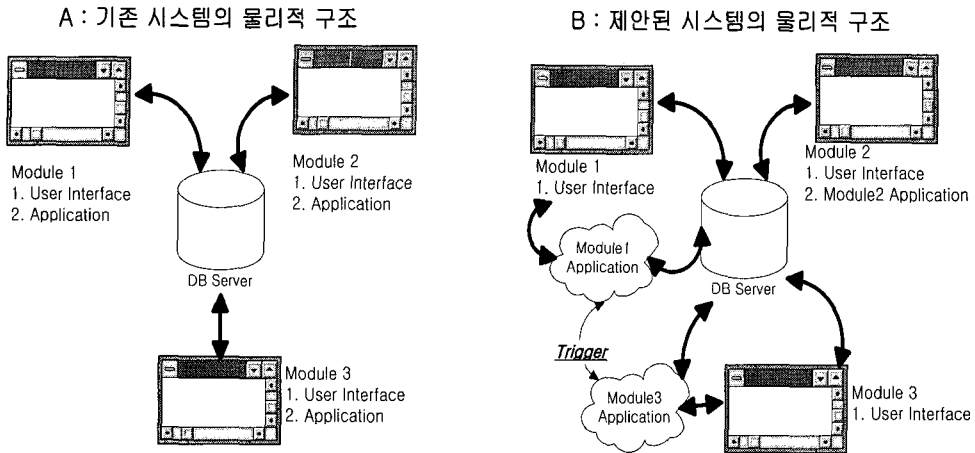 A : 기존 시스템의 물리적 구조
Module 1
1. User Interface
2. Application
Module 2
1. User Interface
2. Application
DB Server
Module 3
1. User Interface
2. Application
B : 제안된 시스템의 물리적 구조
Module 1
1. User Interface
Module 2
1. User Interface
2. Module2 Application
Module1
Application
DB Server
Trigger
Module3
Application
Module 3
1. User Interface